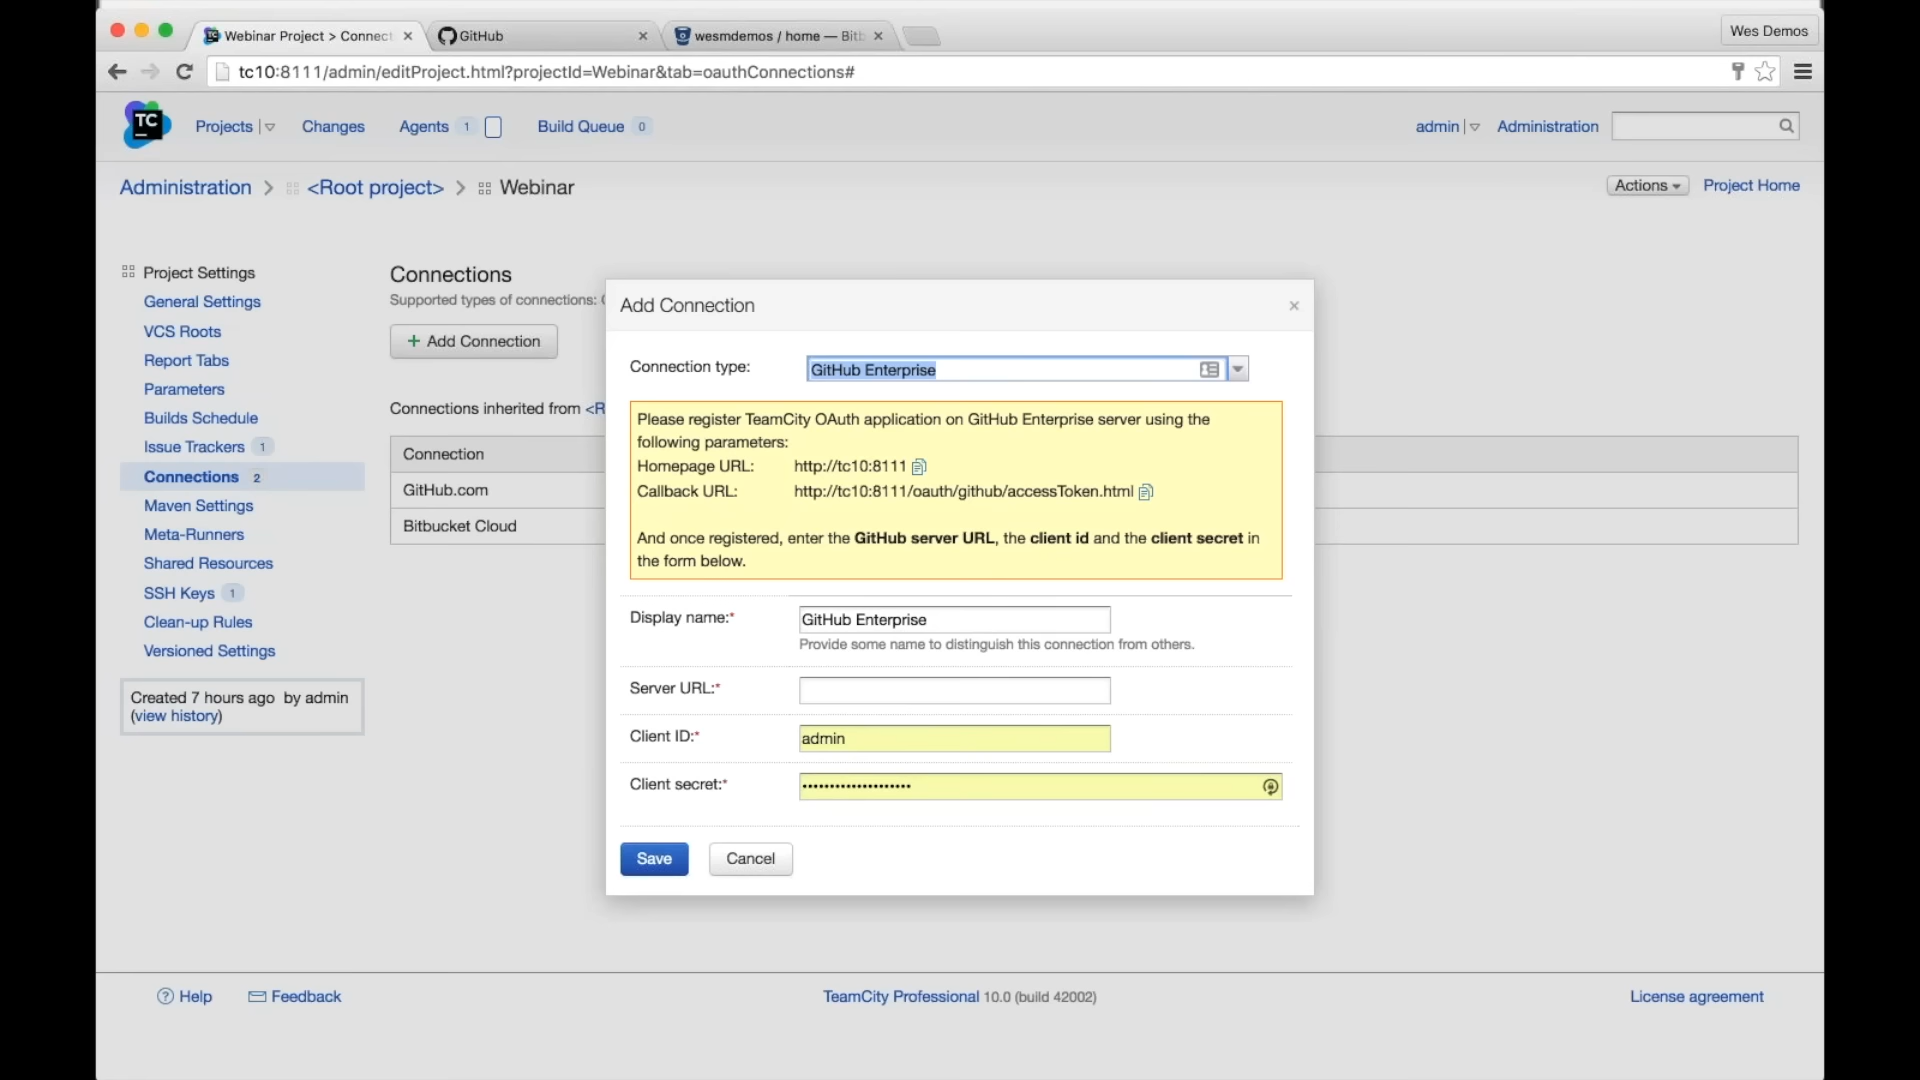 Webinar Project > Connect
GitHub
wesmdemos / home — Bitb
Wes Demos
tc10:8111/admin/editProject.html?projectId=Webinar&tab=oauthConnections#
TC
Projects
Changes
Agents 1
Build Queue 0
admin
Administration
Administration > <Root project> > Webinar
Actions
Project Home
Project Settings
General Settings
VCS Roots
Report Tabs
Parameters
Builds Schedule
Issue Trackers 1
Connections 2
Maven Settings
Meta-Runners
Shared Resources
SSH Keys 1
Clean-up Rules
Versioned Settings
Created 7 hours ago by admin
(view history)
Connections
Supported types of connections:
+ Add Connection
Connections inherited from <R
Connection
GitHub.com
Bitbucket Cloud
Add Connection
Connection type: GitHub Enterprise
Please register TeamCity OAuth application on GitHub Enterprise server using the
following parameters:
Homepage URL: http://tc10:8111
Callback URL: http://tc10:8111/oauth/github/accessToken.html
And once registered, enter the GitHub server URL, the client id and the client secret in
the form below.
Display name:* GitHub Enterprise
Provide some name to distinguish this connection from others.
Server URL:*
Client ID:* admin
Client secret:* ••••••••••••••••••••
Save
Cancel
Help
Feedback
TeamCity Professional 10.0 (build 42002)
License agreement